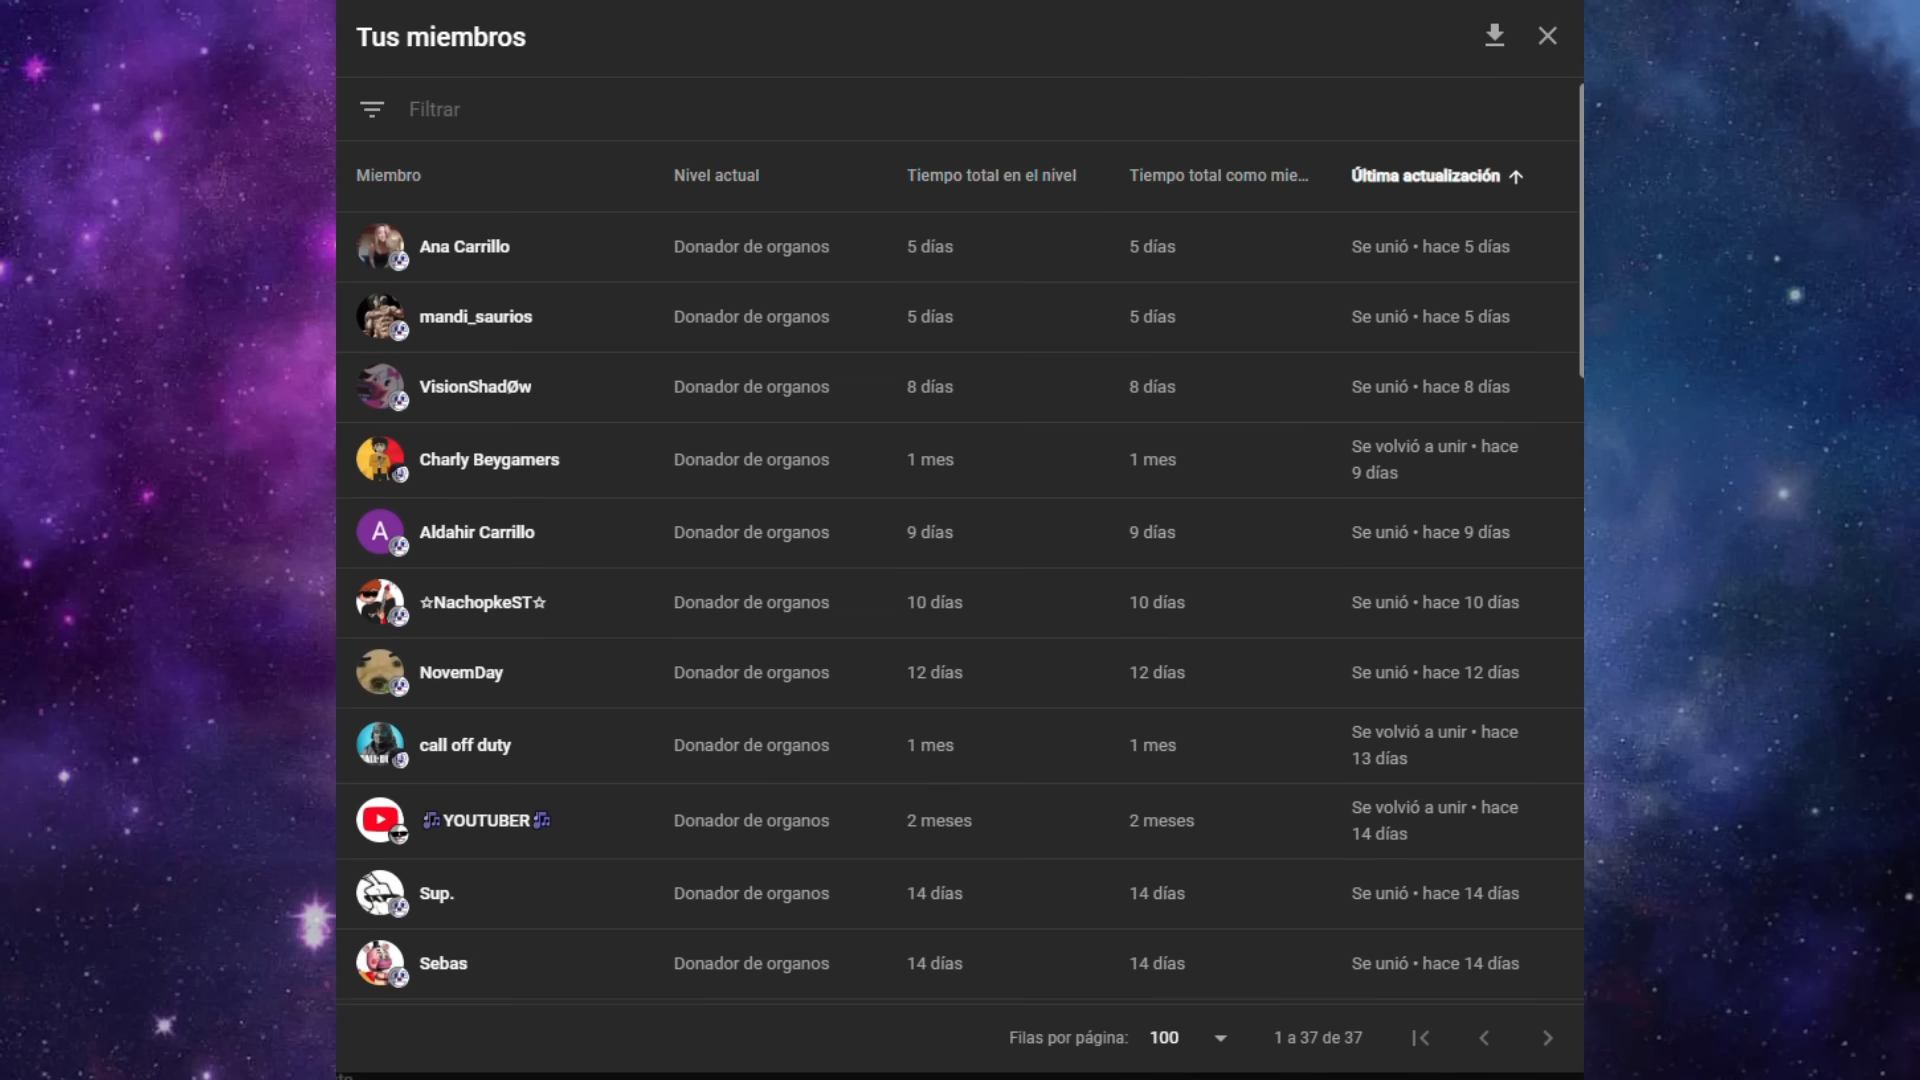 Tus miembros
Filtrar
Miembro Nivel actual Tiempo total en el nivel Tiempo total como mie... Última actualización
Ana Carrillo Donador de organos 5 días 5 días Se unió • hace 5 días
mandi_saurios Donador de organos 5 días 5 días Se unió • hace 5 días
VisionShadØw Donador de organos 8 días 8 días Se unió • hace 8 días
Charly Beygamers Donador de organos 1 mes 1 mes Se volvió a unir • hace
9 días
A Aldahir Carrillo Donador de organos 9 días 9 días Se unió • hace 9 días
☆NachopkeST☆ Donador de organos 10 días 10 días Se unió • hace 10 días
NovemDay Donador de organos 12 días 12 días Se unió • hace 12 días
call off duty Donador de organos 1 mes 1 mes Se volvió a unir • hace
13 días
🎶YOUTUBER🎶 Donador de organos 2 meses 2 meses Se volvió a unir • hace
14 días
Sup. Donador de organos 14 días 14 días Se unió • hace 14 días
Sebas Donador de organos 14 días 14 días Se unió • hace 14 días
Filas por página: 100 1 a 37 de 37